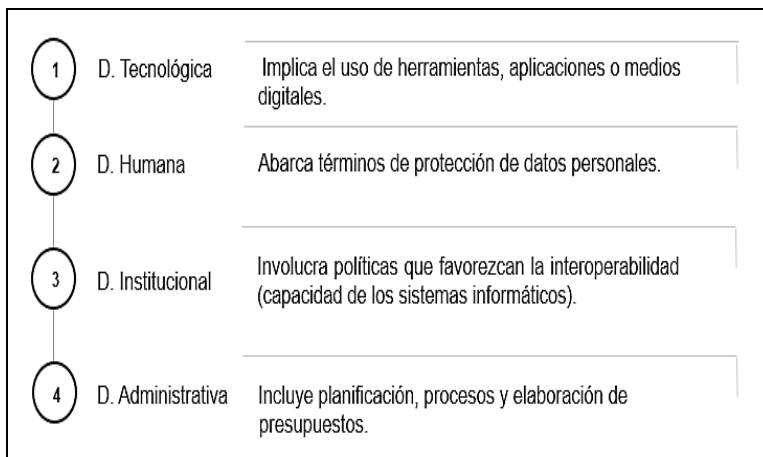 1 D. Tecnológica Implica el uso de herramientas, aplicaciones o medios
digitales.
2 D. Humana Abarca términos de protección de datos personales.
3 D. Institucional Involucra políticas que favorezcan la interoperabilidad
(capacidad de los sistemas informáticos).
4 D. Administrativa Incluye planificación, procesos y elaboración de
presupuestos.